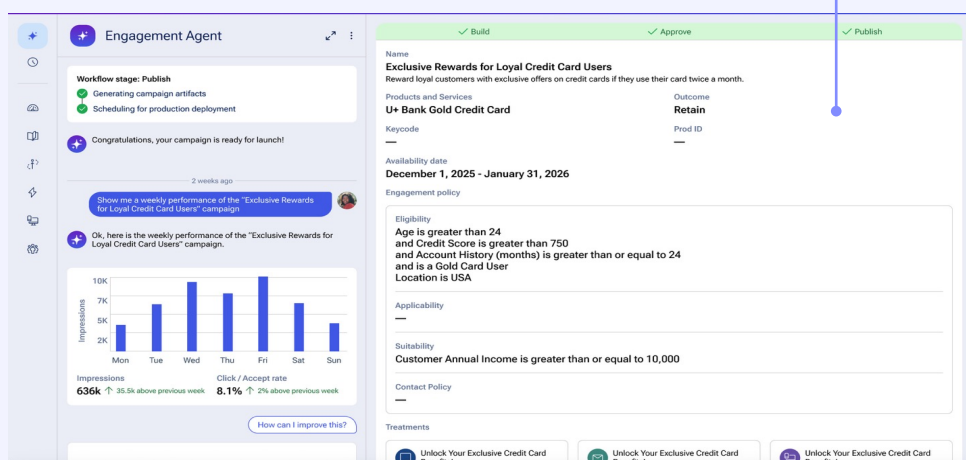 Engagement Agent
Workflow stage: Publish
Generating campaign artifacts
Scheduling for production deployment
Congratulations, your campaign is ready for launch!
2 weeks ago
Show me a weekly performance of the "Exclusive Rewards
for Loyal Credit Card Users" campaign
Ok, here is the weekly performance of the "Exclusive Rewards for
Loyal Credit Card Users" campaign.
Impressions
10K
7K
5K
2K
Mon Tue Wed Thu Fri Sat Sun
Impressions
636k ↑ 35.5k above previous week
Click / Accept rate
8.1% ↑ 2% above previous week
How can I improve this?
Build
Approve
Publish
Name
Exclusive Rewards for Loyal Credit Card Users
Reward loyal customers with exclusive offers on credit cards if they use their card twice a month.
Products and Services
U+ Bank Gold Credit Card
Outcome
Retain
Keycode
—
Prod ID
—
Availability date
December 1, 2025 - January 31, 2026
Engagement policy
Eligibility
Age is greater than 24
and Credit Score is greater than 750
and Account History (months) is greater than or equal to 24
and is a Gold Card User
Location is USA
Applicability
—
Suitability
Customer Annual Income is greater than or equal to 10,000
Contact Policy
—
Treatments
Unlock Your Exclusive Credit Card
Unlock Your Exclusive Credit Card
Unlock Your Exclusive Credit Card